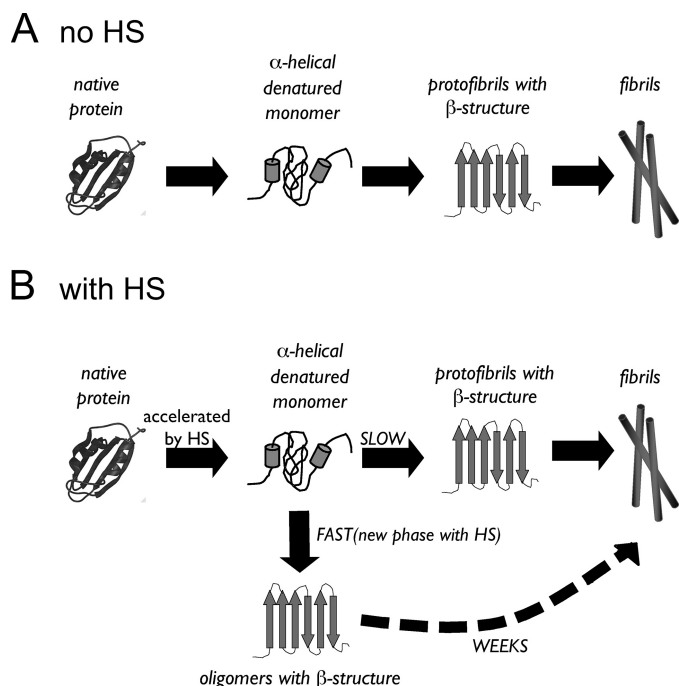 A no HS
native
protein
α-helical
denatured
monomer
protofibrils with
β-structure
fibrils
B with HS
native
protein
α-helical
denatured
monomer
protofibrils with
β-structure
fibrils
accelerated
by HS
SLOW
FAST(new phase with HS)
WEEKS
oligomers with β-structure